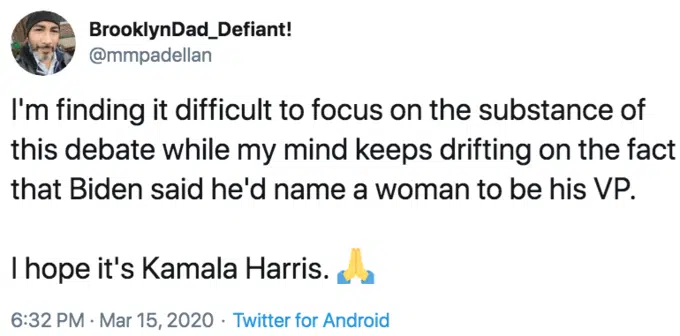 BrooklynDad_Defiant!
@mmpadellan
I'm finding it difficult to focus on the substance of
this debate while my mind keeps drifting on the fact
that Biden said he'd name a woman to be his VP.
I hope it's Kamala Harris. 🙏
6:32 PM · Mar 15, 2020 · Twitter for Android